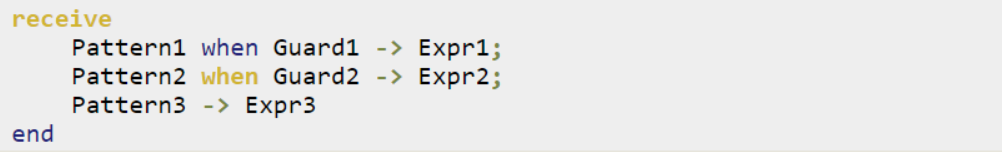 receive
    Pattern1 when Guard1 -> Expr1;
    Pattern2 when Guard2 -> Expr2;
    Pattern3 -> Expr3
end